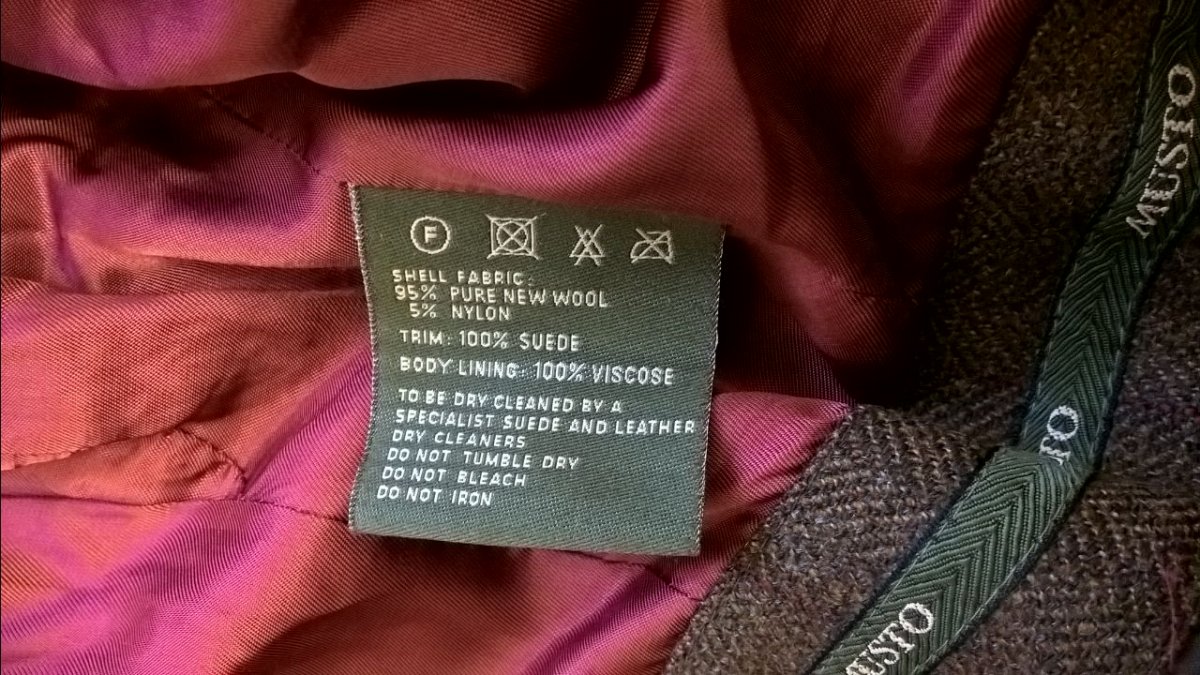 F
SHELL FABRIC:
95% PURE NEW WOOL
5% NYLON
TRIM: 100% SUEDE
BODY LINING: 100% VISCOSE
TO BE DRY CLEANED BY A
SPECIALIST SUEDE AND LEATHER
DRY CLEANERS
DO NOT TUMBLE DRY
DO NOT BLEACH
DO NOT IRON
MUSTO
TO
MUSTO